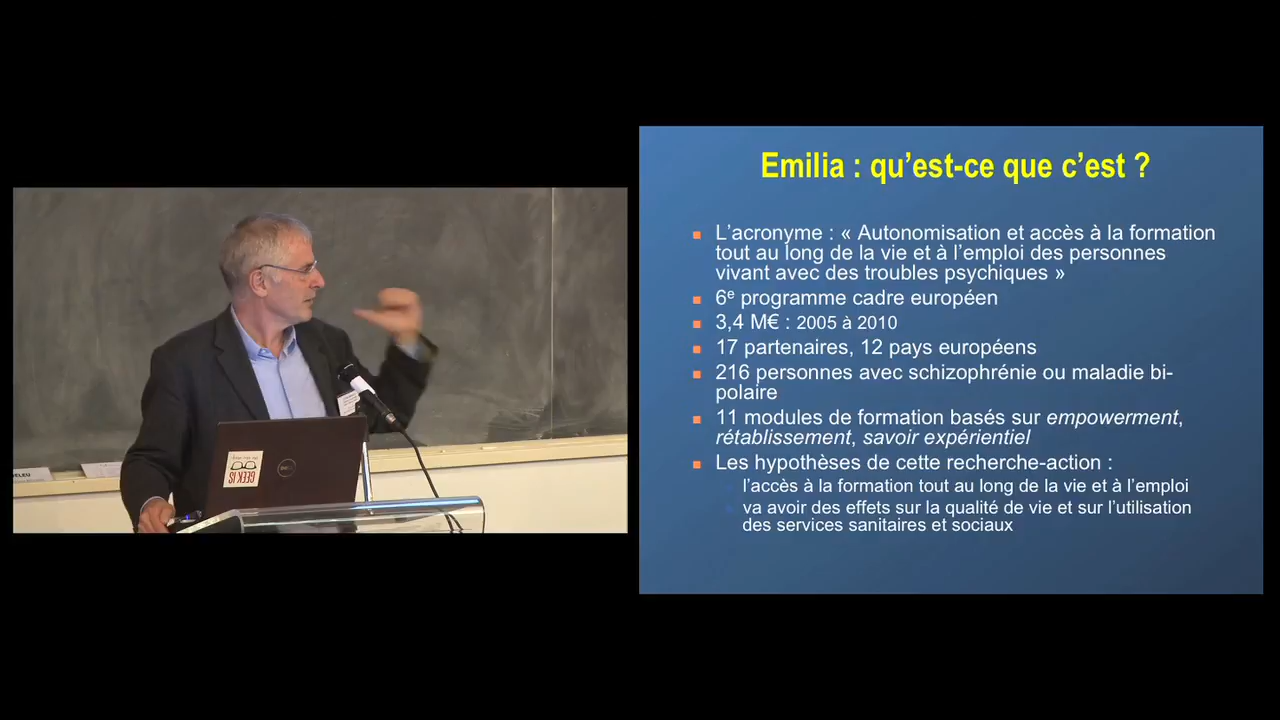 Emilia : qu’est-ce que c’est ?
L’acronyme : « Autonomisation et accès à la formation
tout au long de la vie et à l’emploi des personnes
vivant avec des troubles psychiques »
6e programme cadre européen
3,4 M€ : 2005 à 2010
17 partenaires, 12 pays européens
216 personnes avec schizophrénie ou maladie bi-
polaire
11 modules de formation basés sur empowerment,
rétablissement, savoir expérientiel
Les hypothèses de cette recherche-action :
l’accès à la formation tout au long de la vie et à l’emploi
va avoir des effets sur la qualité de vie et sur l’utilisation
des services sanitaires et sociaux
GEEK IS
DELL